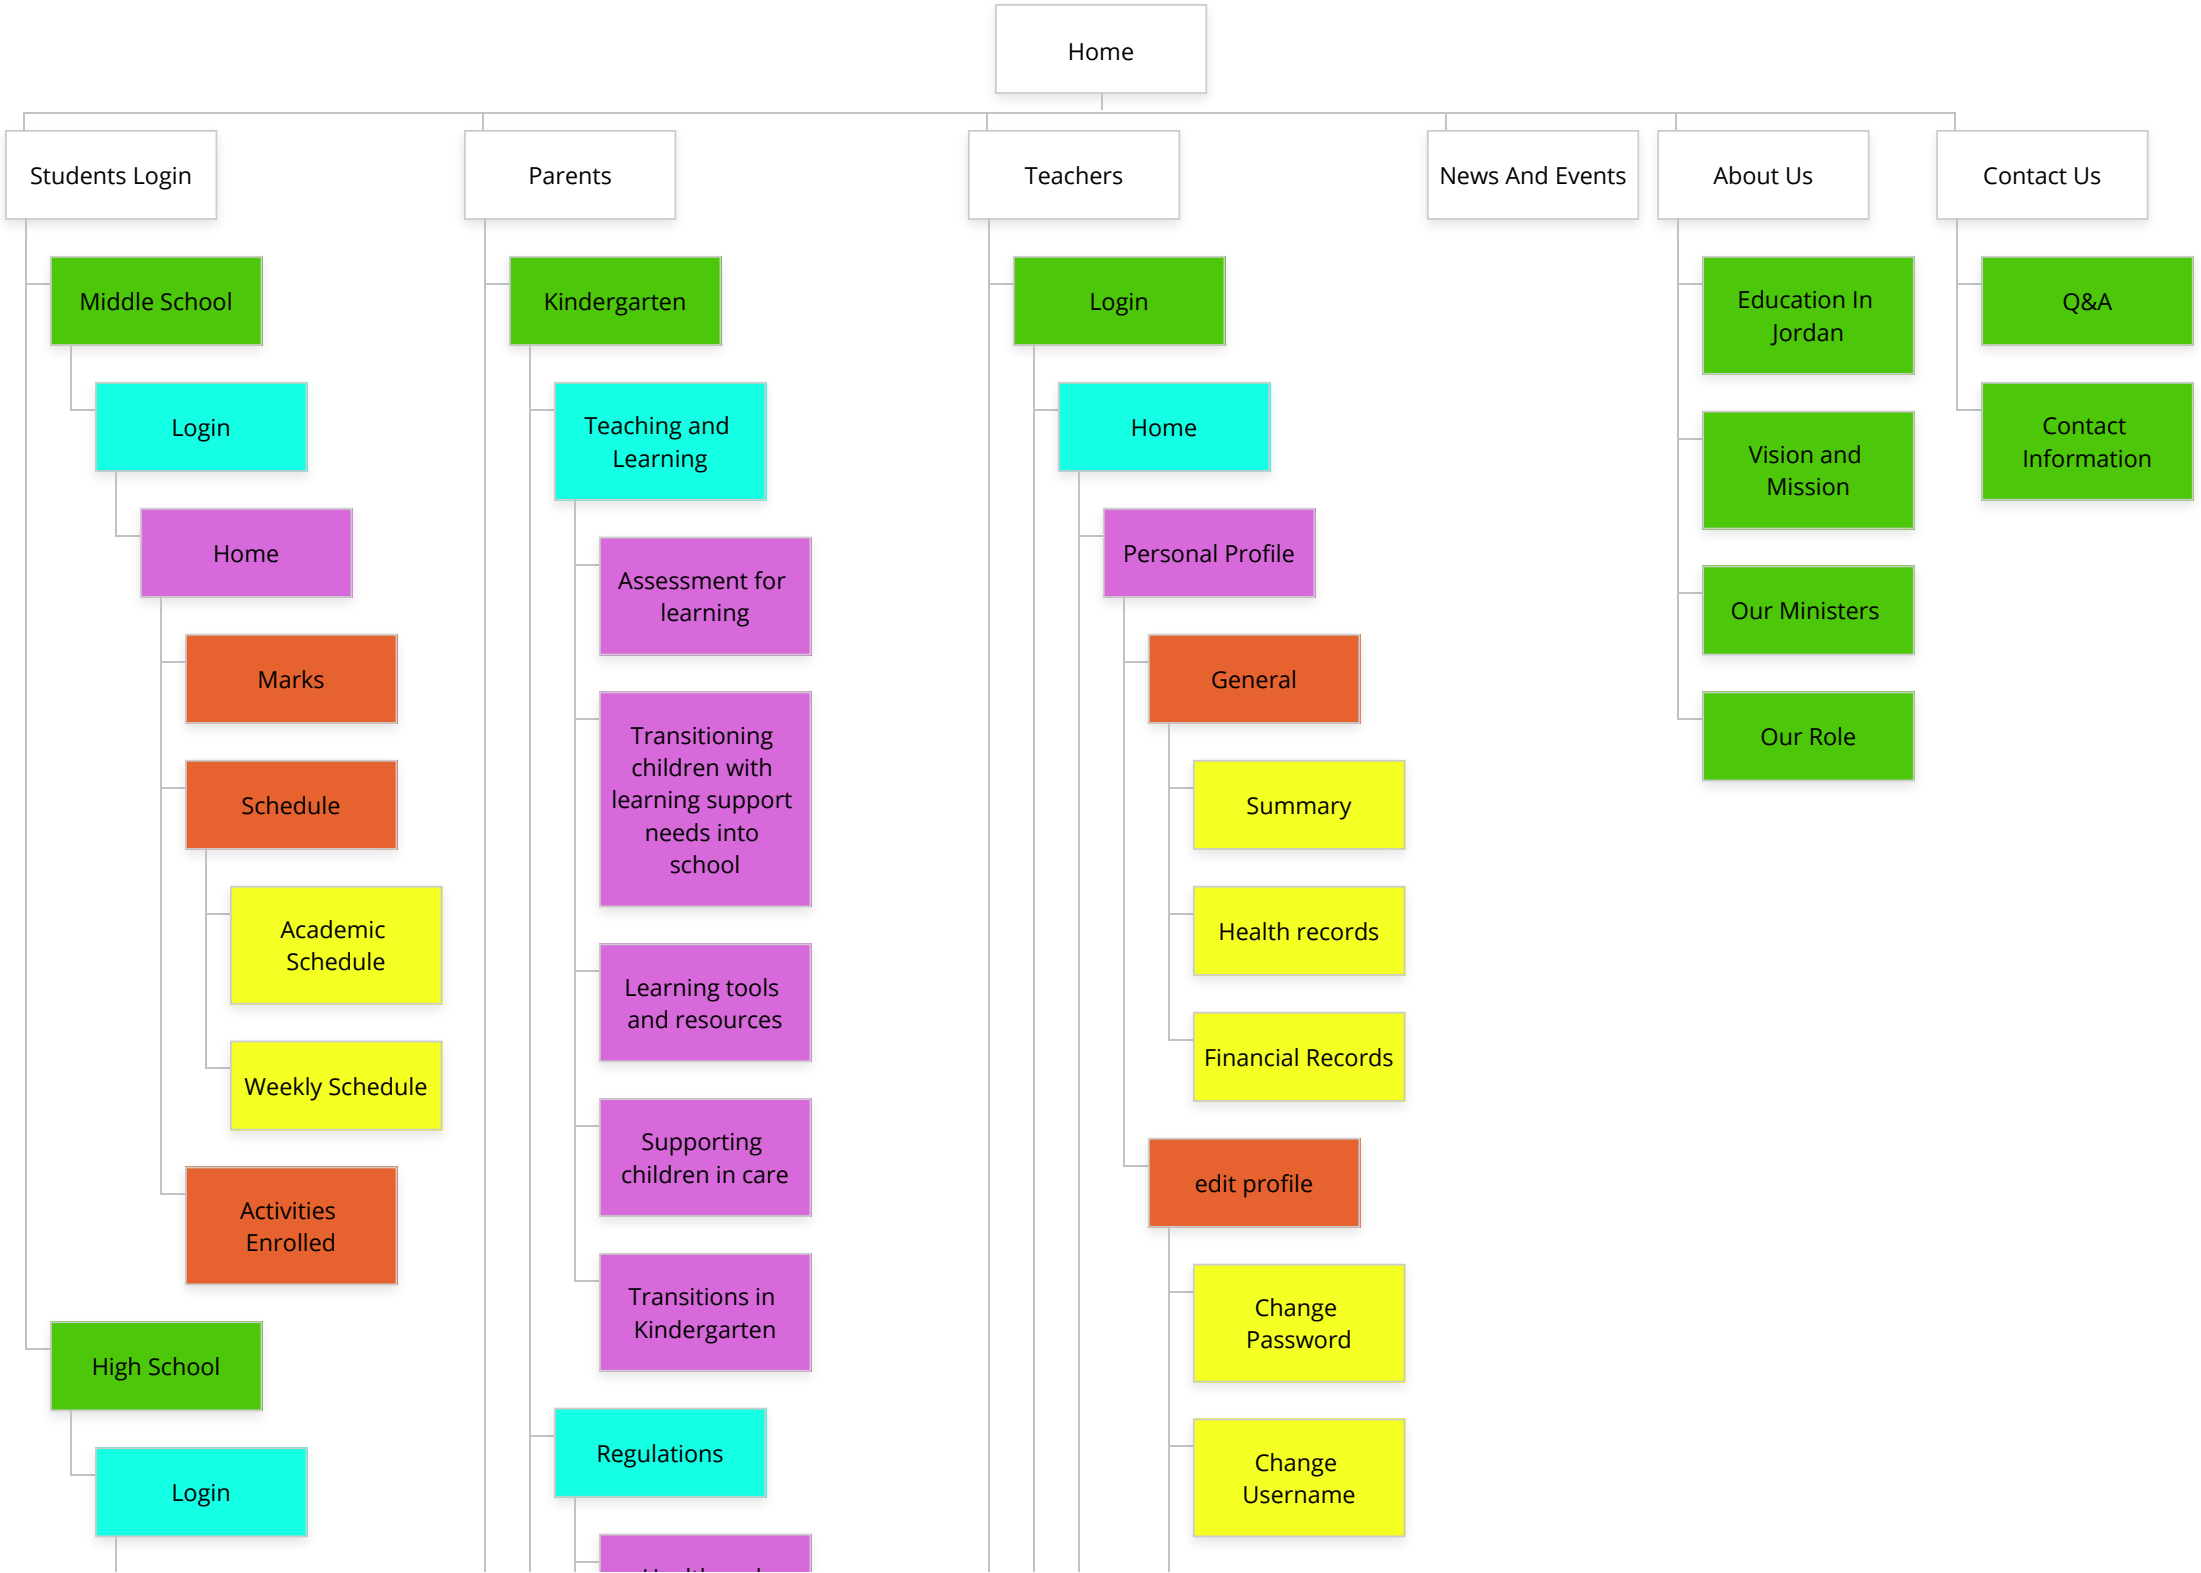 Home
Students Login
Parents
Teachers
News And Events
About Us
Contact Us
Middle School
Login
Home
Marks
Schedule
Academic
Schedule
Weekly Schedule
Activities
Enrolled
High School
Login
Kindergarten
Teaching and
Learning
Assessment for
learning
Transitioning
children with
learning support
needs into
school
Learning tools
and resources
Supporting
children in care
Transitions in
Kindergarten
Regulations
Login
Home
Personal Profile
General
Summary
Health records
Financial Records
edit profile
Change
Password
Change
Username
Education In
Jordan
Vision and
Mission
Our Ministers
Our Role
Q&A
Contact
Information